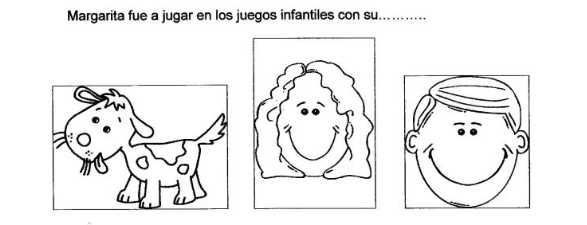 Margarita fue a jugar en los juegos infantiles con su………..